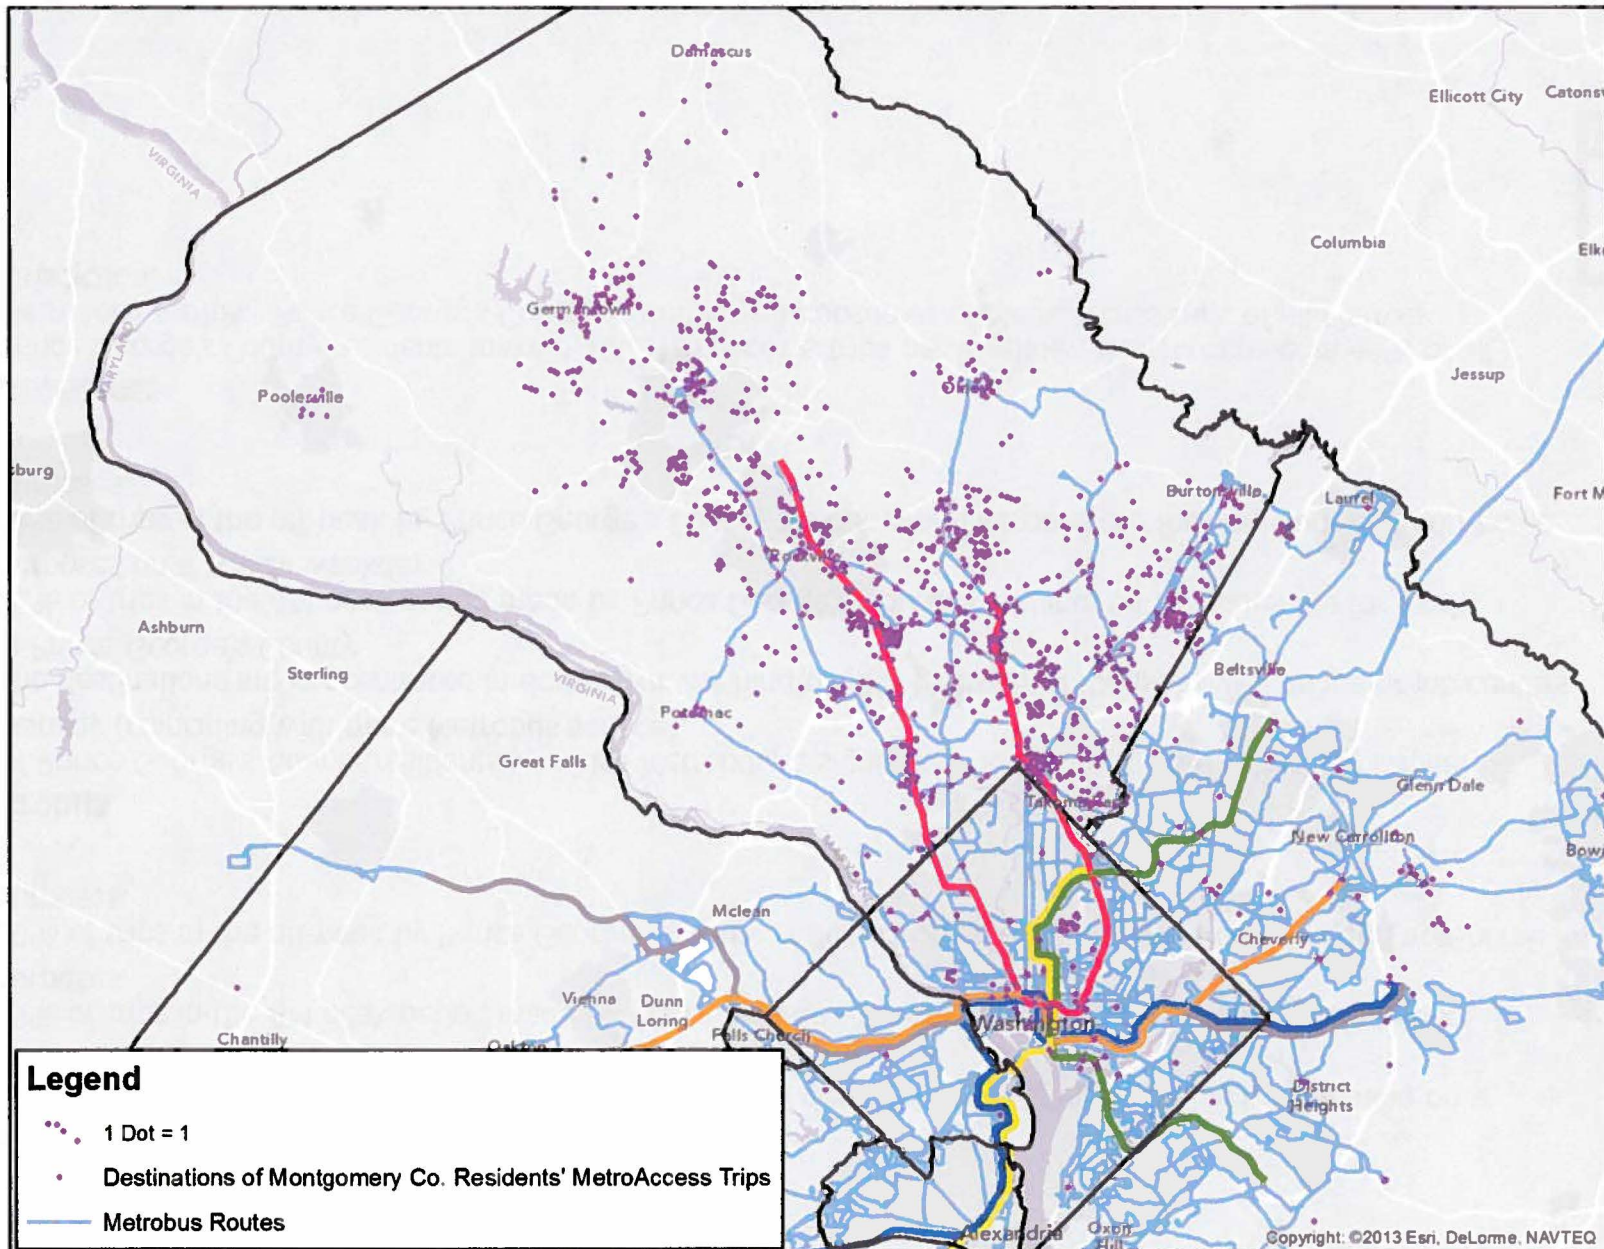 Damascus
Ellicott City
Catons
VIRGINIA
Columbia
Elk
Germantown
MARYLAND
Poolesville
Olney
Jessup
sburg
Burtonsville
Laurel
Fort M
Rockville
Ashburn
Sterling
VIRGINIA
Beltsville
Potomac
Great Falls
Glenn Dale
Takoma Park
New Carrollton
Bow
MARYLAND
Mclean
Cheverly
Vienna
Dunn
Loring
Falls Church
Washington
Chantilly
Oakton
District
Heights
Legend
1 Dot = 1
Destinations of Montgomery Co. Residents' MetroAccess Trips
Metrobus Routes
Alexandria
Oxon
Hill
Copyright: ©2013 Esri, DeLorme, NAVTEQ